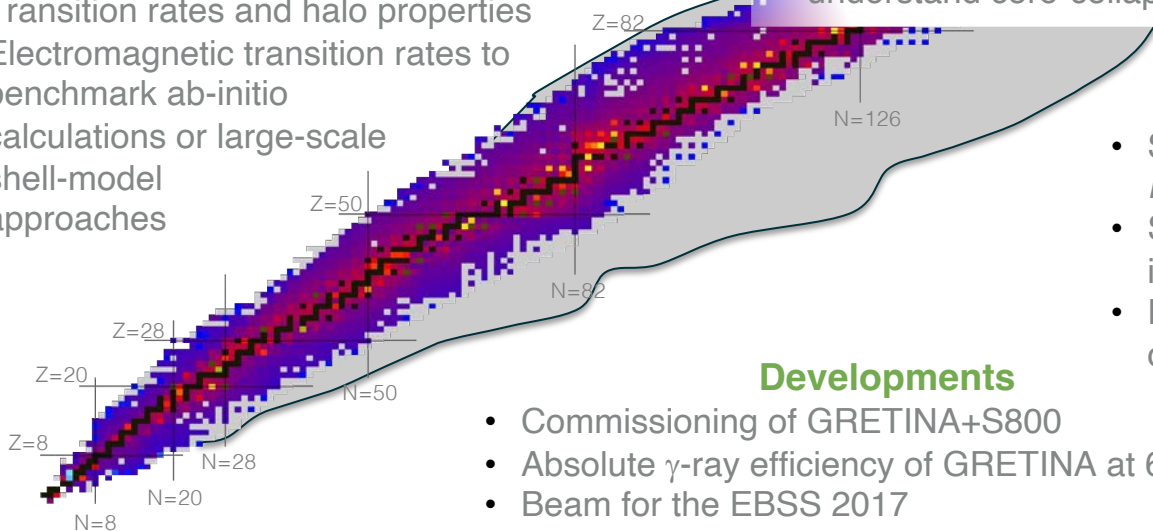 ransition rates and halo properties
Electromagnetic transition rates to
benchmark ab-initio
calculations or large-scale
shell-model
approaches
Z=82
N=126
Z=50
N=82
Z=28
Z=20
N=50
Z=8
N=28
N=20
N=8
•
•
•
Developments
• Commissioning of GRETINA+S800
• Absolute γ-ray efficiency of GRETINA at 6
• Beam for the EBSS 2017